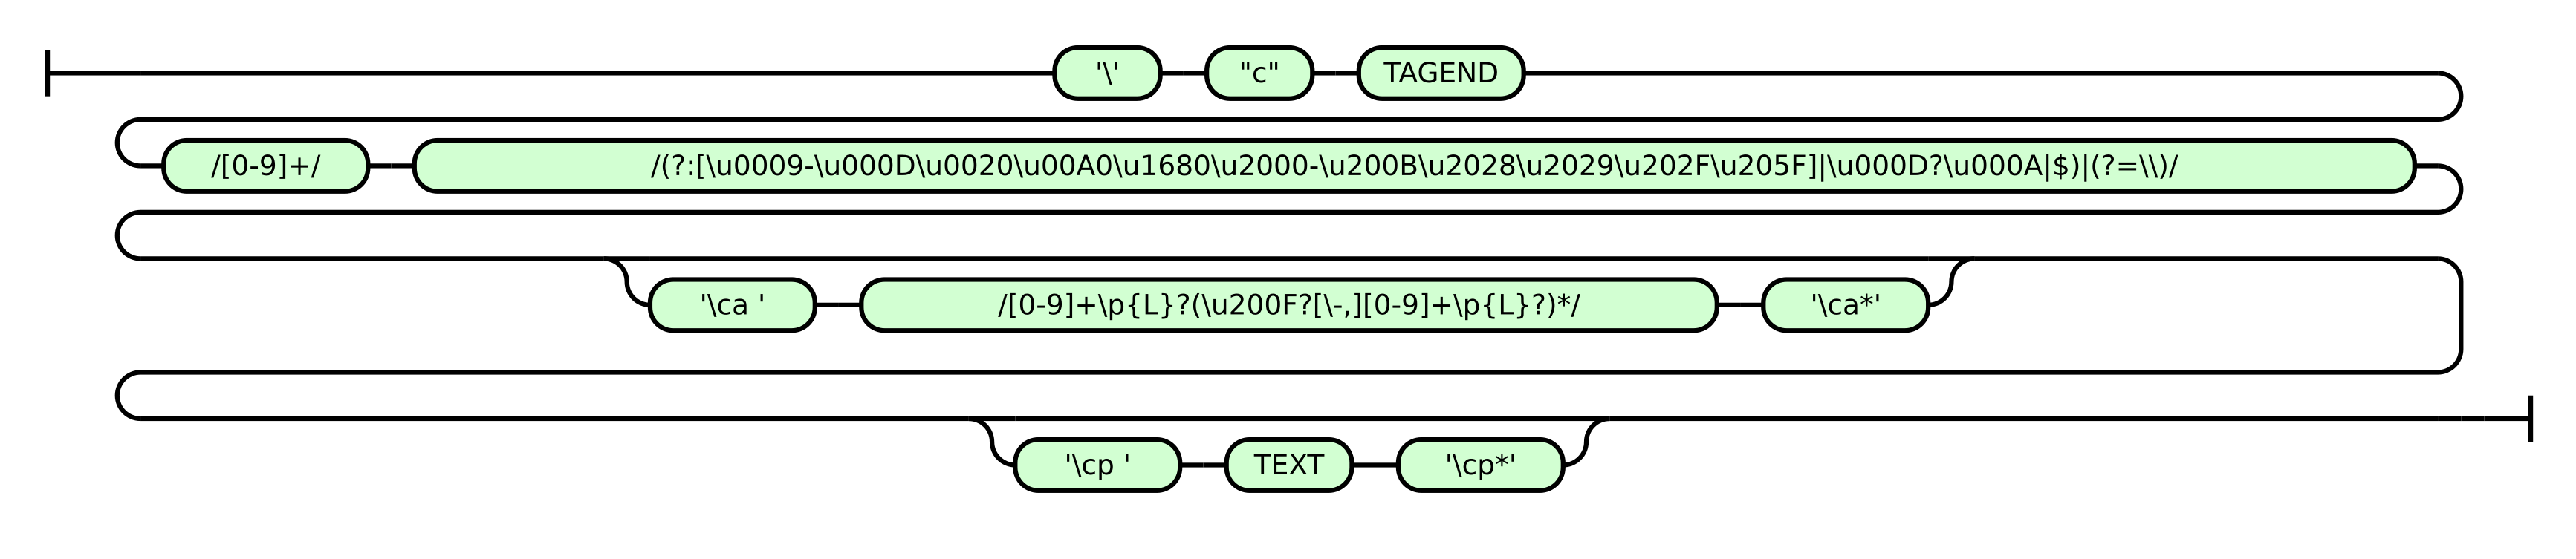 '\' "c" TAGEND
/[0-9]+/ /(?:[\u0009-\u000D\u0020\u00A0\u1680\u2000-\u200B\u2028\u2029\u202F\u205F]|\u000D?\u000A|$)|(?=\\)/
'\ca ' /[0-9]+\p{L}?(\u200F?[\-,][0-9]+\p{L}?)*/ '\ca*'
'\cp ' TEXT '\cp*'